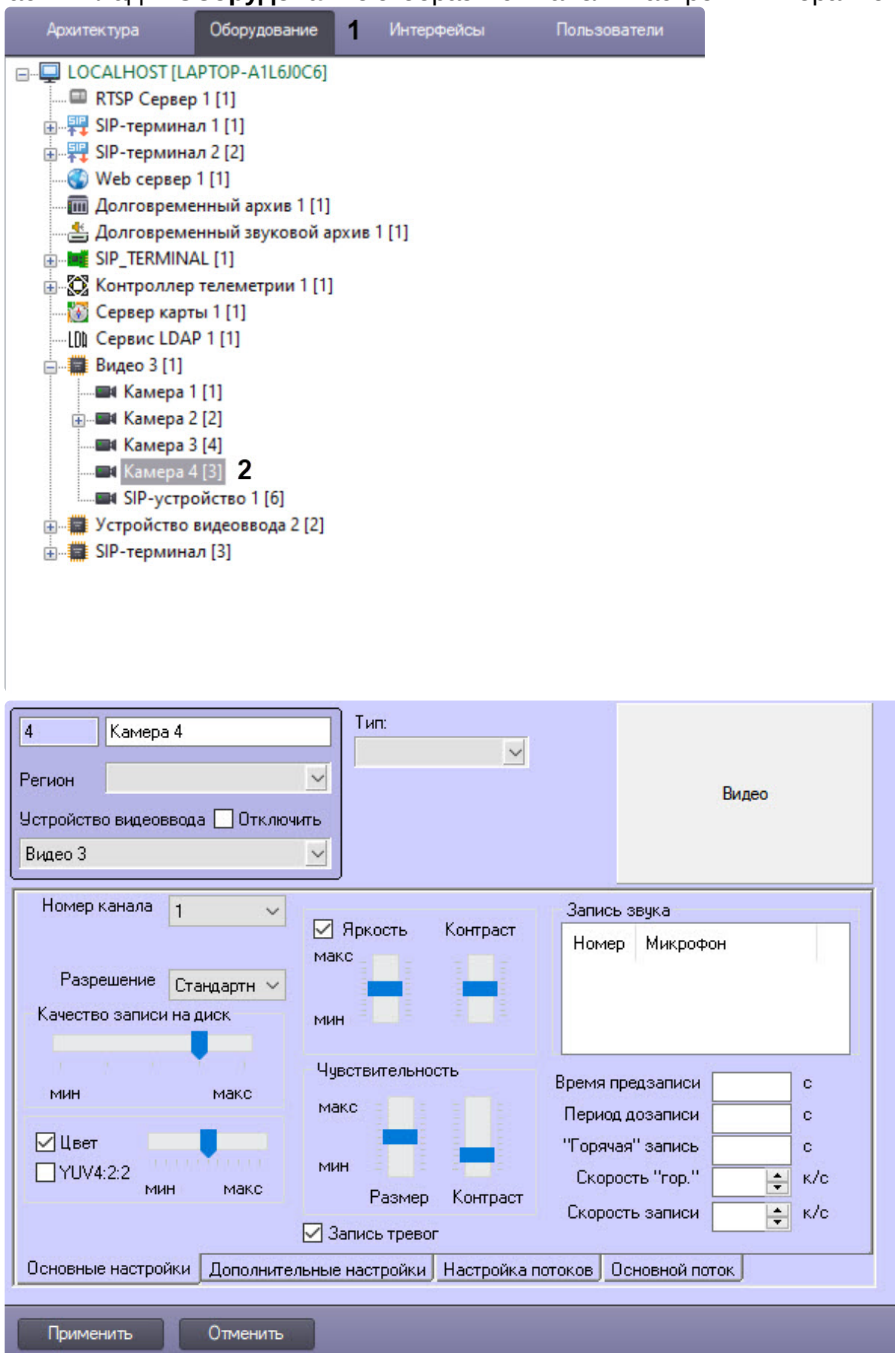 Оборудование
Архитектура Оборудование 1 Интерфейсы Пользователи
LOCALHOST [LAPTOP-A1L6J0C6]
RTSP Сервер 1 [1]
SIP-терминал 1 [1]
SIP-терминал 2 [2]
Web сервер 1 [1]
Долговременный архив 1 [1]
Долговременный звуковой архив 1 [1]
SIP_TERMINAL [1]
Контроллер телеметрии 1 [1]
Сервер карты 1 [1]
Сервис LDAP 1 [1]
Видео 3 [1]
Камера 1 [1]
Камера 2 [2]
Камера 3 [4]
Камера 4 [3] 2
SIP-устройство 1 [6]
Устройство видеоввода 2 [2]
SIP-терминал [3]
4 Камера 4
Тип:
Регион
Видео
Устройство видеоввода Отключить
Видео 3
Номер канала 1
Яркость Контраст
Запись звука
Номер Микрофон
макс
Разрешение Стандартн
Качество записи на диск
мин
мин макс
Чувствительность
Время предзаписи с
макс
Период дозаписи с
Цвет
"Горячая" запись с
YUV4:2:2
мин
Скорость "гор." к/с
мин макс
Размер Контраст
Скорость записи к/с
Запись тревог
Основные настройки Дополнительные настройки Настройка потоков Основной поток
Применить Отменить